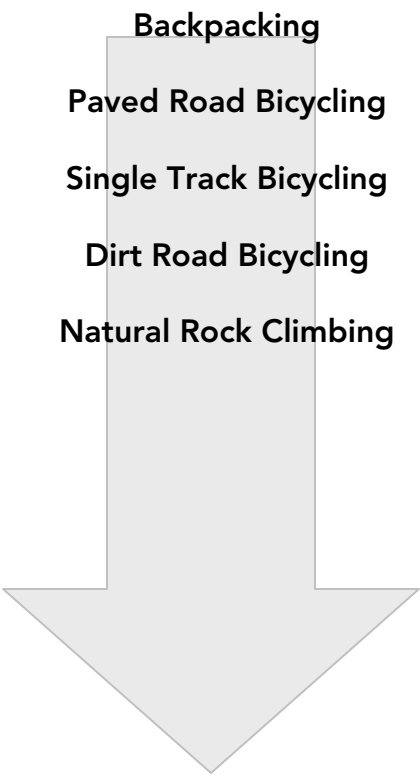 Backpacking
Paved Road Bicycling
Single Track Bicycling
Dirt Road Bicycling
Natural Rock Climbing